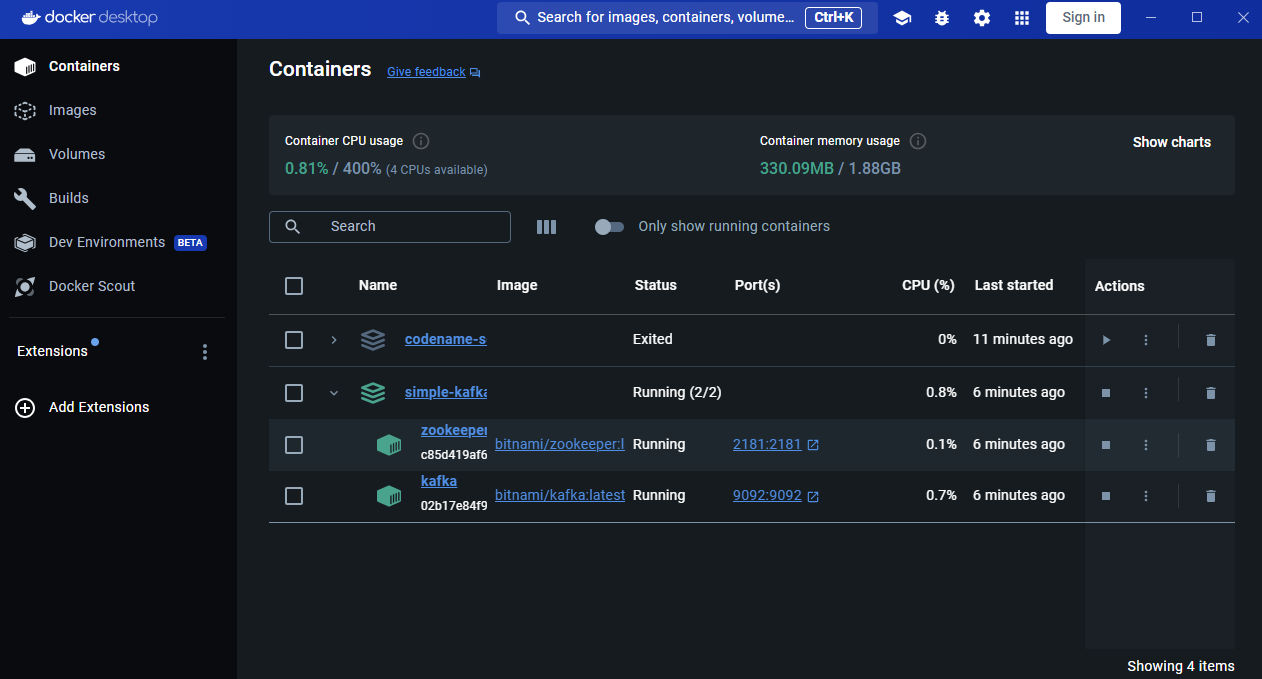 docker desktop
Search for images, containers, volume... Ctrl+K
Sign in
Containers
Images
Volumes
Builds
Dev Environments BETA
Docker Scout
Extensions
Add Extensions
Containers Give feedback
Container CPU usage
0.81% / 400% (4 CPUs available)
Container memory usage
330.09MB / 1.88GB
Show charts
Search
Only show running containers
Name Image Status Port(s) CPU (%) Last started Actions
codename-s Exited 0% 11 minutes ago
simple-kafka Running (2/2) 0.8% 6 minutes ago
zookeeper
c85d419af6
bitnami/zookeeper:l Running 2181:2181 0.1% 6 minutes ago
kafka
02b17e84f9
bitnami/kafka:latest Running 9092:9092 0.7% 6 minutes ago
Showing 4 items